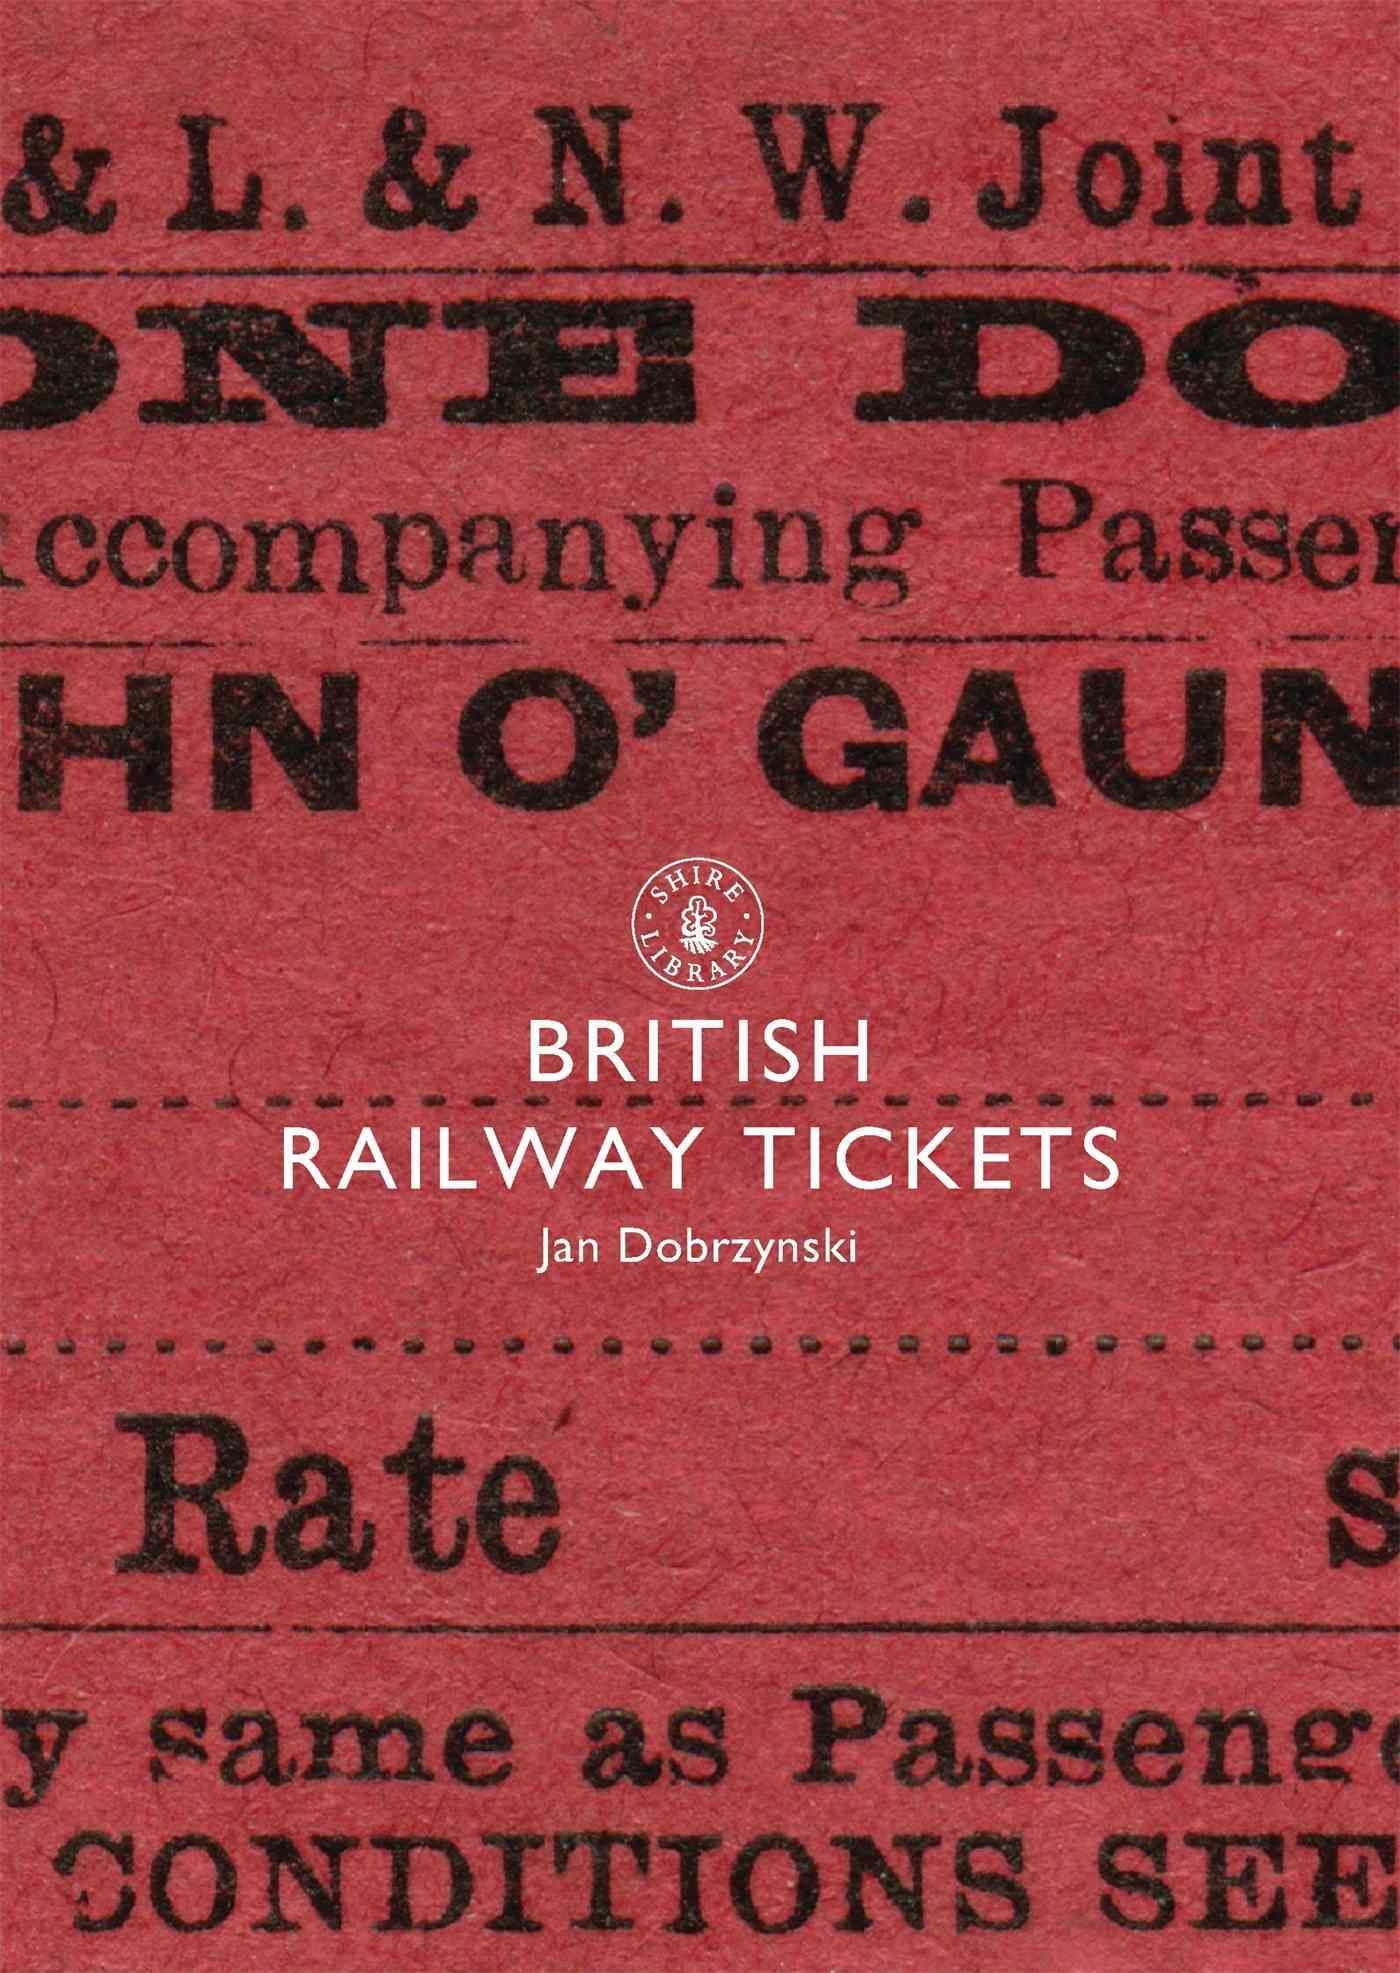 & L. & N. W. Joint
ONE DO
ccompanying Passen
HN O' GAUN
SHIRE LIBRARY
BRITISH
RAILWAY TICKETS
Jan Dobrzynski
Rate s
y same as Passenge
CONDITIONS SEE